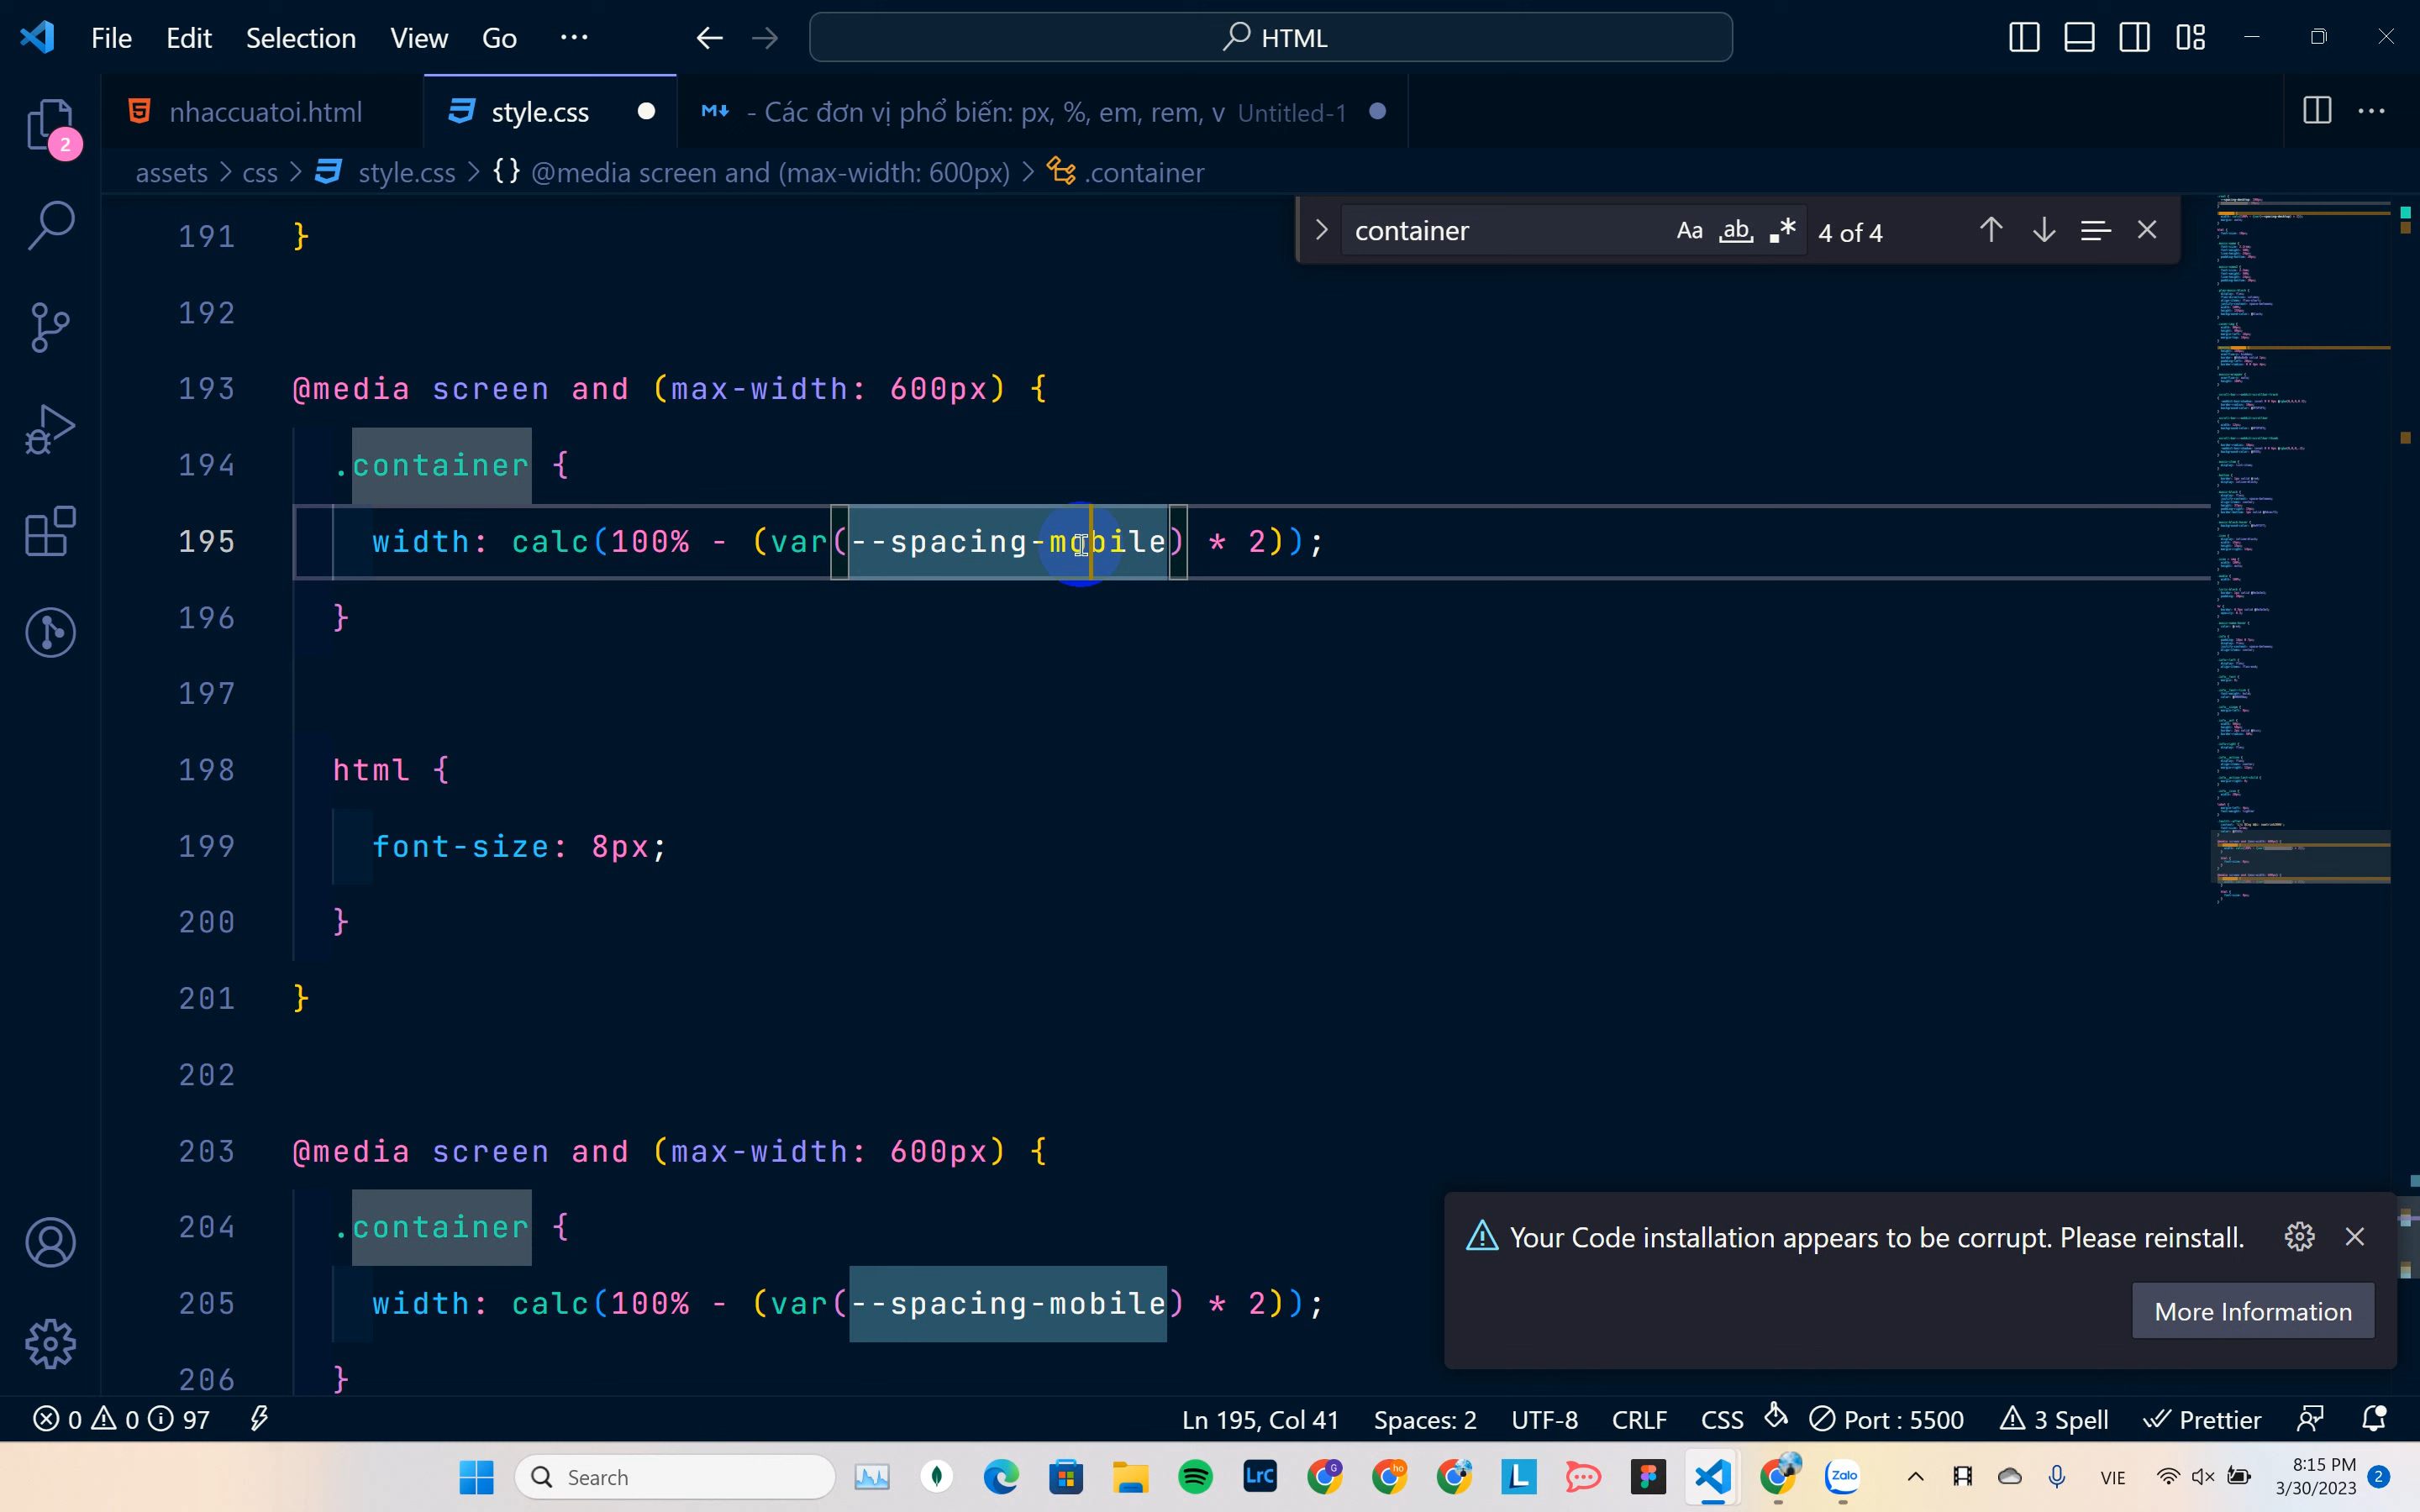 File Edit Selection View Go ··· HTML
nhaccuatoi.html style.css - Các đơn vị phổ biến: px, %, em, rem, v Untitled-1
assets > css > style.css > {} @media screen and (max-width: 600px) > .container
container Aa ab 4 of 4
2
191 }
192
193 @media screen and (max-width: 600px) {
194 .container {
195 width: calc(100% - (var(--spacing-mobile) * 2));
196 }
197
198 html {
199 font-size: 8px;
200 }
201 }
202
203 @media screen and (max-width: 600px) {
204 .container {
205 width: calc(100% - (var(--spacing-mobile) * 2));
206 }
Your Code installation appears to be corrupt. Please reinstall.
More Information
0 0 97 Ln 195, Col 41 Spaces: 2 UTF-8 CRLF CSS Port : 5500 3 Spell Prettier
Search LrC G ho L Zalo VIE 8:15 PM
3/30/2023 2